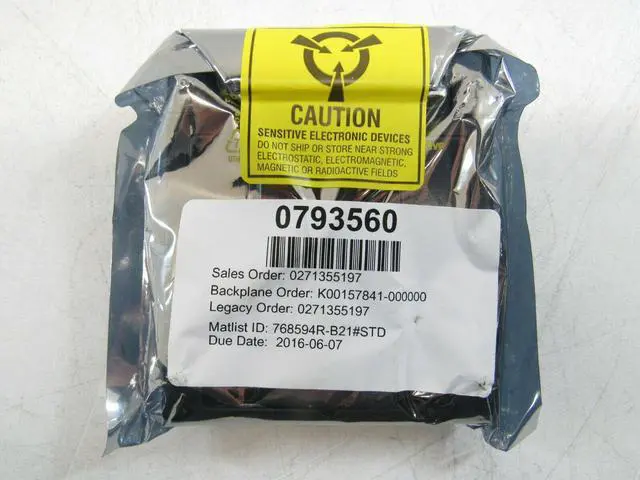 CAUTION
SENSITIVE ELECTRONIC DEVICES
DO NOT SHIP OR STORE NEAR STRONG
ELECTROSTATIC, ELECTROMAGNETIC,
MAGNETIC OR RADIOACTIVE FIELDS
0793560
Sales Order: 0271355197
Backplane Order: K00157841-000000
Legacy Order: 0271355197
Matlist ID: 768594R-B21#STD
Due Date: 2016-06-07